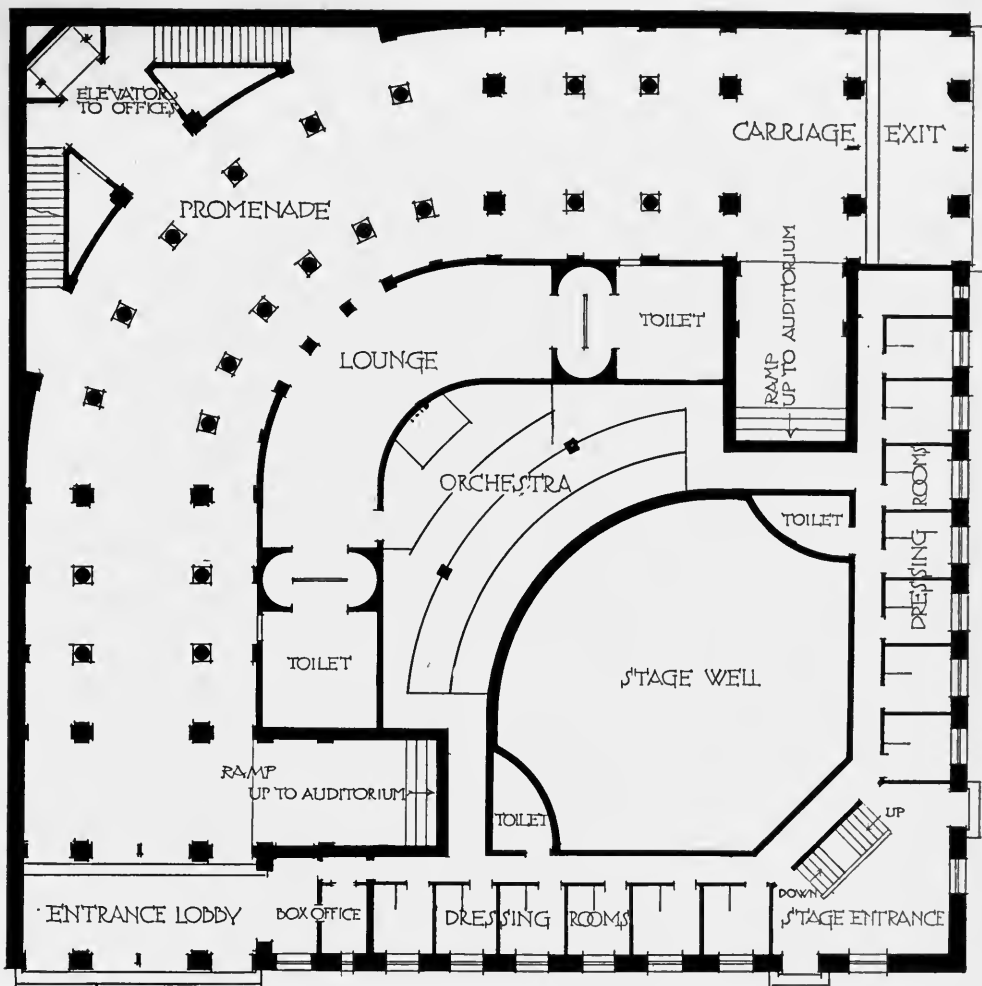 ELEVATOR
TO OFFICES
CARRIAGE EXIT
PROMENADE
RAMP
UP TO AUDITORIUM
TOILET
LOUNGE
ROOMS
DRESSING
ORCHESTRA
TOILET
TOILET
STAGE WELL
RAMP
UP TO AUDITORIUM
TOILET
UP
DOWN
ENTRANCE LOBBY
BOX OFFICE
DRESSING ROOMS
STAGE ENTRANCE